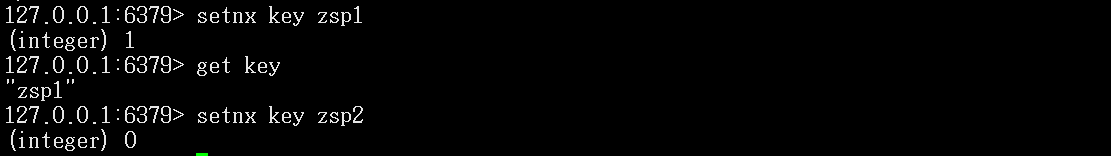 127.0.0.1:6379> setnx key zsp1
(integer) 1
127.0.0.1:6379> get key
"zsp1"
127.0.0.1:6379> setnx key zsp2
(integer) 0